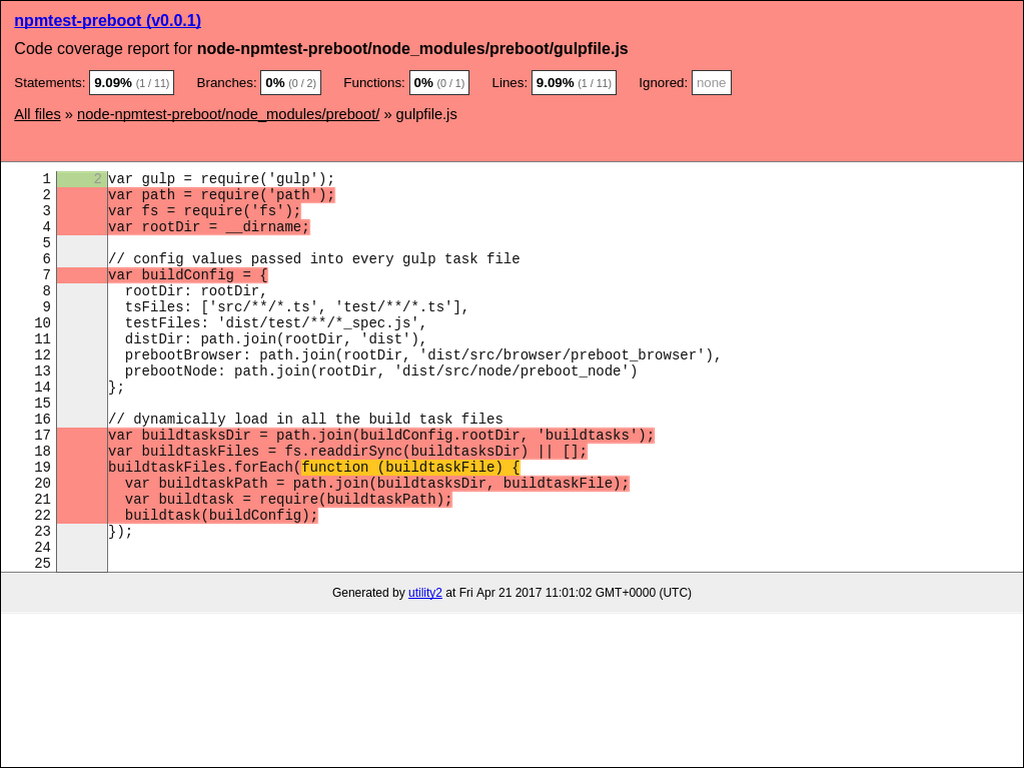 npmtest-preboot (v0.0.1)
Code coverage report for node-npmtest-preboot/node_modules/preboot/gulpfile.js
Statements: 9.09% (1 / 11) Branches: 0% (0 / 2) Functions: 0% (0 / 1) Lines: 9.09% (1 / 11) Ignored: none
All files » node-npmtest-preboot/node_modules/preboot/ » gulpfile.js
1 2 var gulp = require('gulp');
2 var path = require('path');
3 var fs = require('fs');
4 var rootDir = __dirname;
5
6 // config values passed into every gulp task file
7 var buildConfig = {
8   rootDir: rootDir,
9   tsFiles: ['src/**/*.ts', 'test/**/*.ts'],
10   testFiles: 'dist/test/**/*_spec.js',
11   distDir: path.join(rootDir, 'dist'),
12   prebootBrowser: path.join(rootDir, 'dist/src/browser/preboot_browser'),
13   prebootNode: path.join(rootDir, 'dist/src/node/preboot_node')
14 };
15
16 // dynamically load in all the build task files
17 var buildtasksDir = path.join(buildConfig.rootDir, 'buildtasks');
18 var buildtaskFiles = fs.readdirSync(buildtasksDir) || [];
19 buildtaskFiles.forEach(function (buildtaskFile) {
20   var buildtaskPath = path.join(buildtasksDir, buildtaskFile);
21   var buildtask = require(buildtaskPath);
22   buildtask(buildConfig);
23 });
24
25
Generated by utility2 at Fri Apr 21 2017 11:01:02 GMT+0000 (UTC)